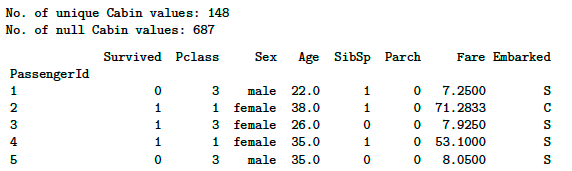 No. of unique Cabin values: 148
No. of null Cabin values: 687
Survived Pclass Sex Age SibSp Parch Fare Embarked
PassengerId
1 0 3 male 22.0 1 0 7.2500 S
2 1 1 female 38.0 1 0 71.2833 C
3 1 3 female 26.0 0 0 7.9250 S
4 1 1 female 35.0 1 0 53.1000 S
5 0 3 male 35.0 0 0 8.0500 S